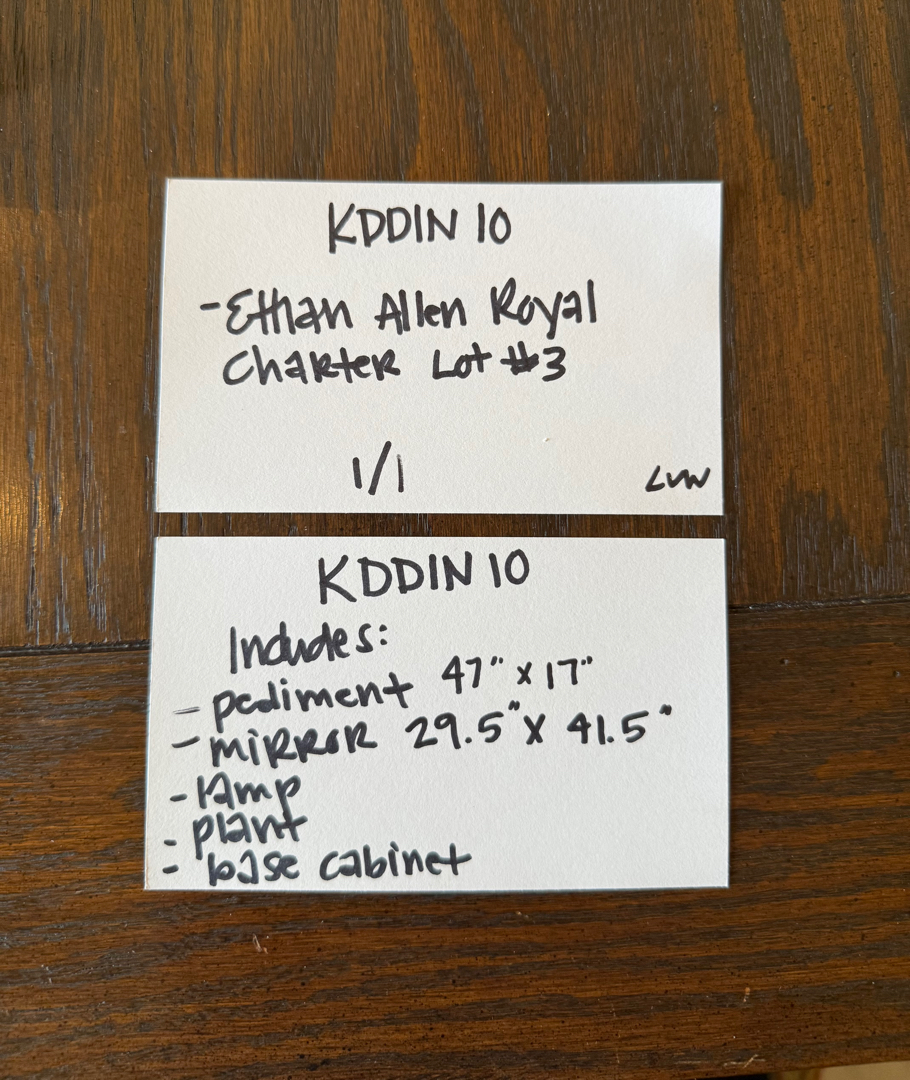 KDDIN 10
- Ethan Allen Royal
Charter Lot #3
1/1
LVW
KDDIN 10
Includes:
- pediment 47" x 17"
- mirror 29.5" x 41.5"
- lamp
- plant
- base cabinet